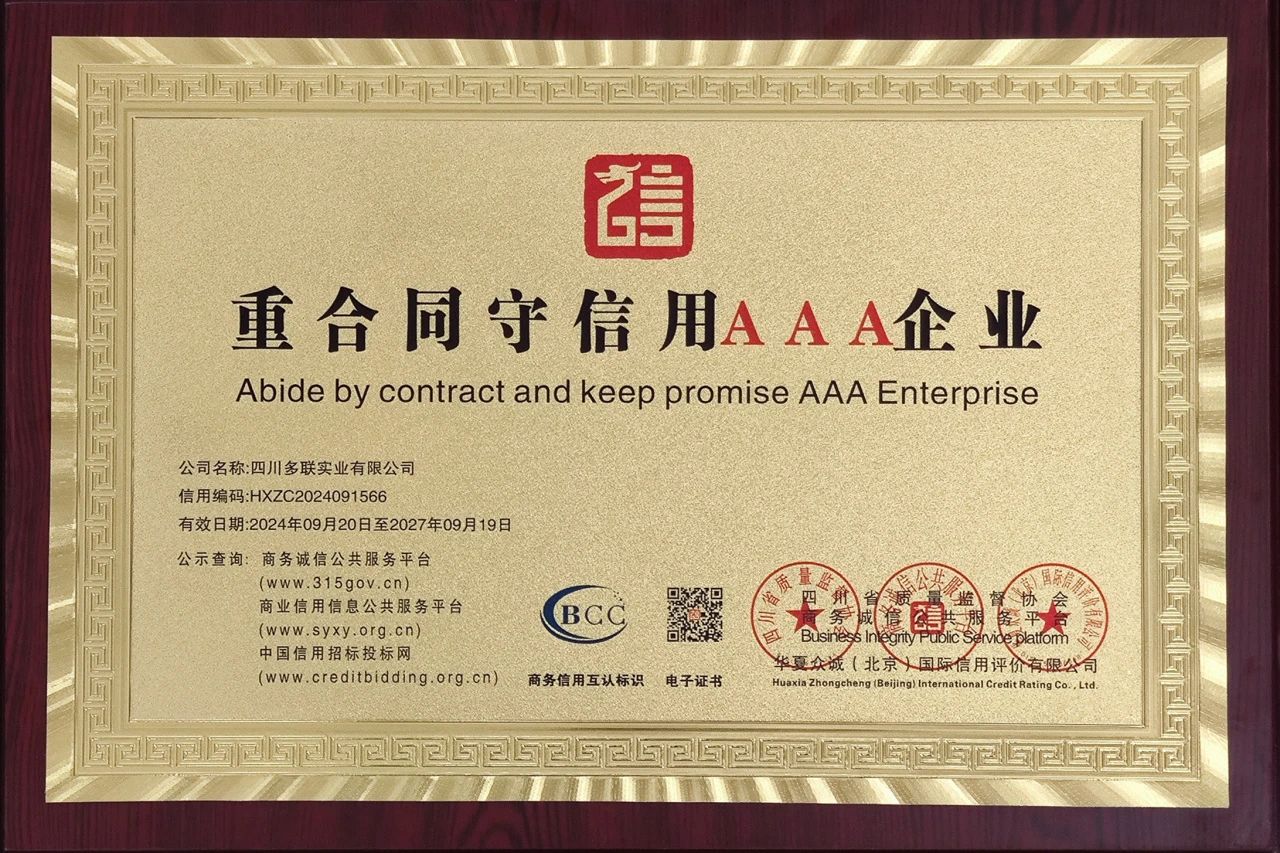 信
重合同守信用AAA企业
Abide by contract and keep promise AAA Enterprise
公司名称:四川多联实业有限公司
信用编码:HXZC2024091566
有效日期:2024年09月20日至2027年09月19日
公示查询: 商务诚信公共服务平台
(www.315gov.cn)
商业信用信息公共服务平台
(www.syxy.org.cn)
中国信用招标投标网
(www.creditbidding.org.cn)
BCC
商务信用互认标识
电子证书
四川省质量监督协会
商务诚信公共服务平台
Business Integrity Public Service platform
华夏众诚（北京）国际信用评价有限公司
Huaxia Zhongcheng (Beijing) International Credit Rating Co., Ltd.